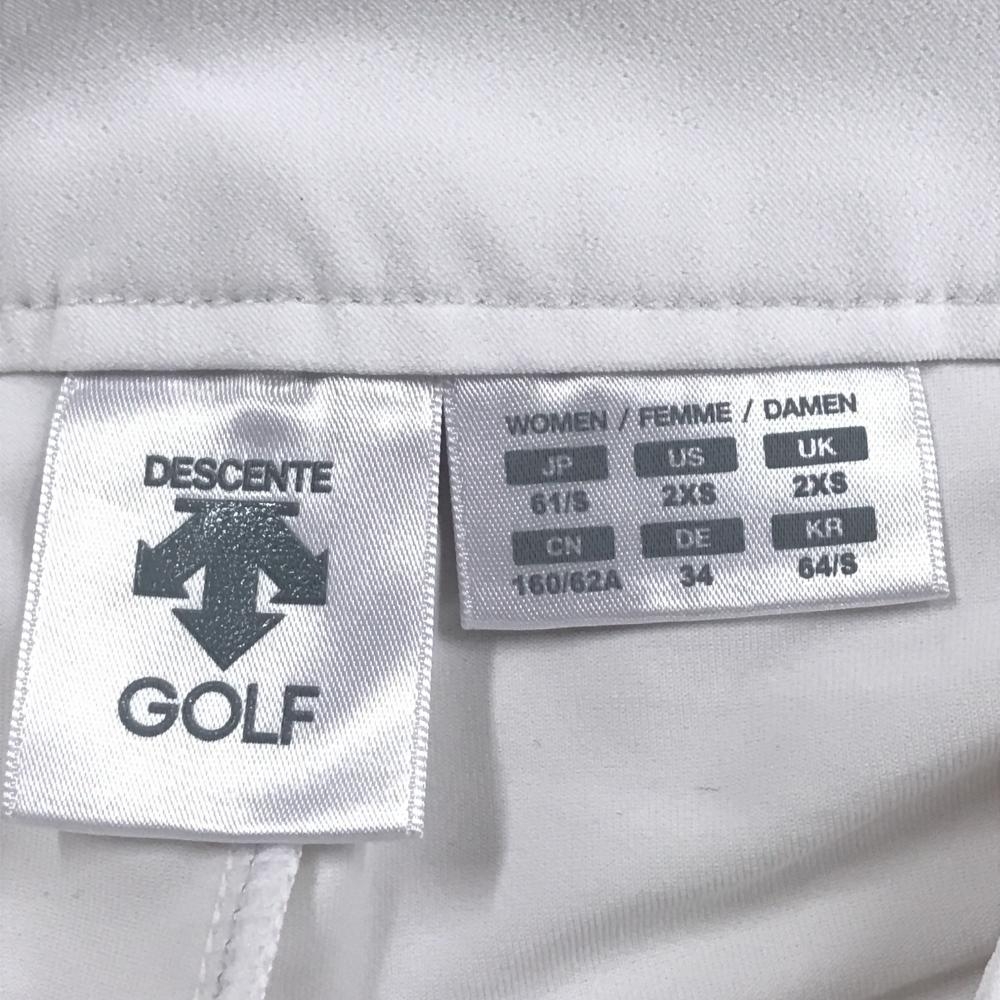 DESCENTE
GOLF
WOMEN / FEMME / DAMEN
JP US UK
61/S 2XS 2XS
CN DE KR
160/62A 34 64/S